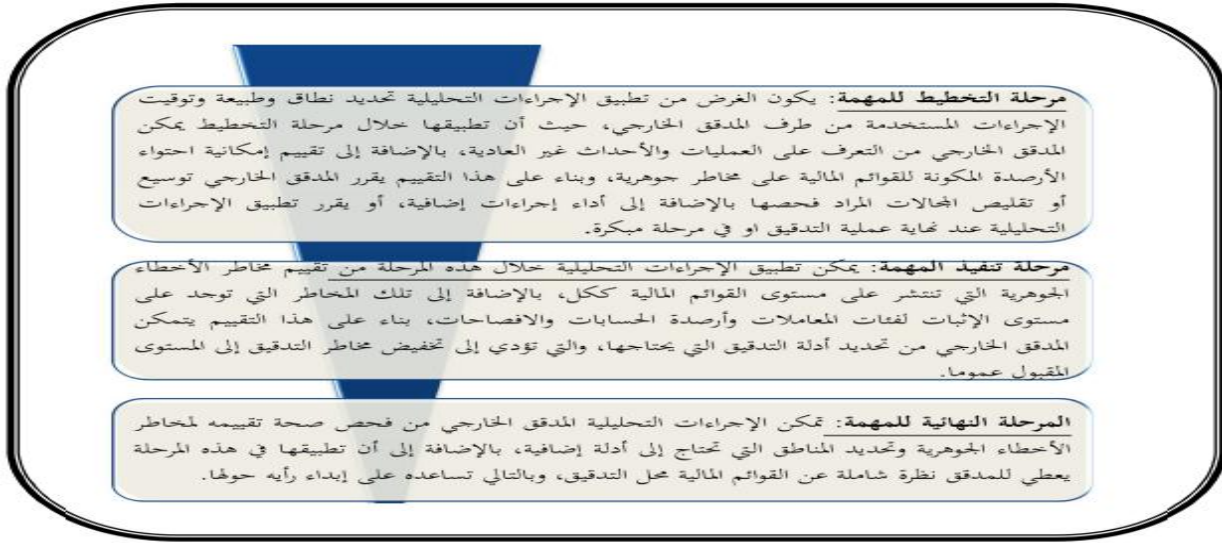 مرحلة التخطيط للمهمة: يكون الغرض من تطبيق الإجراءات التحليلية تحديد نطاق وطبيعة وتوقيت
الإجراءات المستخدمة من طرف المدقق الخارجي، حيث أن تطبيقها خلال مرحلة التخطيط يمكن
المدقق الخارجي من التعرف على العمليات والأحداث غير العادية، بالإضافة إلى تقييم إمكانية احتواء
الأرصدة المكونة للقوائم المالية على مخاطر جوهرية، وبناء على هذا التقييم يقرر المدقق الخارجي توسيع
أو تقليص المجالات المراد فحصها بالإضافة إلى أداء إجراءات إضافية، أو يقرر تطبيق الإجراءات
التحليلية عند نهاية عملية التدقيق او في مرحلة مبكرة.
مرحلة تنفيذ المهمة: يمكن تطبيق الإجراءات التحليلية خلال هذه المرحلة من تقييم مخاطر الأخطاء
الجوهرية التي تنتشر على مستوى القوائم المالية ككل، بالإضافة إلى تلك المخاطر التي توجد على
مستوى الإثبات لفئات المعاملات وأرصدة الحسابات والافصاحات، بناء على هذا التقييم يتمكن
المدقق الخارجي من تحديد أدلة التدقيق التي يحتاجها، والتي تؤدي إلى تخفيض مخاطر التدقيق إلى المستوى
المقبول عموما.
المرحلة النهائية للمهمة: تمكن الإجراءات التحليلية المدقق الخارجي من فحص صحة تقييمه لمخاطر
الأخطاء الجوهرية وتحديد المناطق التي تحتاج إلى أدلة إضافية، بالإضافة إلى أن تطبيقها في هذه المرحلة
يعطي للمدقق نظرة شاملة عن القوائم المالية محل التدقيق، وبالتالي تساعده على إبداء رأيه حولها.